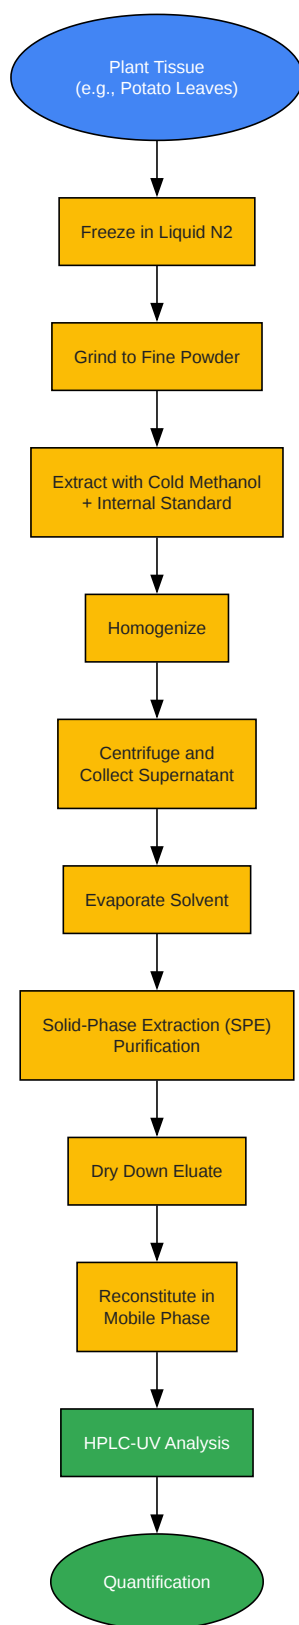 Plant Tissue
(e.g., Potato Leaves)
Freeze in Liquid N2
Grind to Fine Powder
Extract with Cold Methanol
+ Internal Standard
Homogenize
Centrifuge and
Collect Supernatant
Evaporate Solvent
Solid-Phase Extraction (SPE)
Purification
Dry Down Eluate
Reconstitute in
Mobile Phase
HPLC-UV Analysis
Quantification